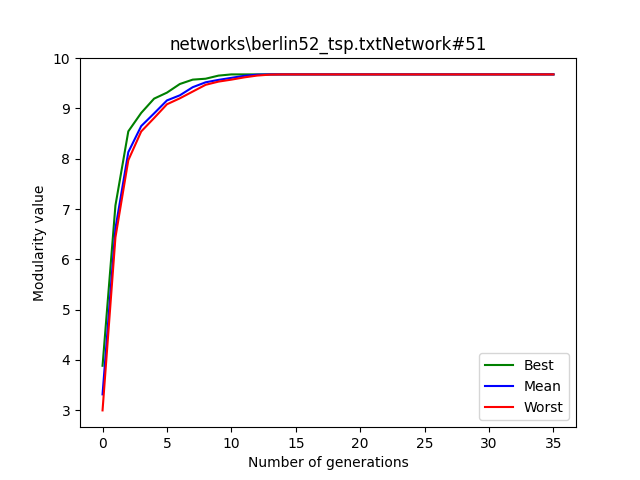 networks\berlin52_tsp.txtNetwork#51
10
9
8
7
6
5
4
3
Modularity value
Best
Mean
Worst
0 5 10 15 20 25 30 35
Number of generations